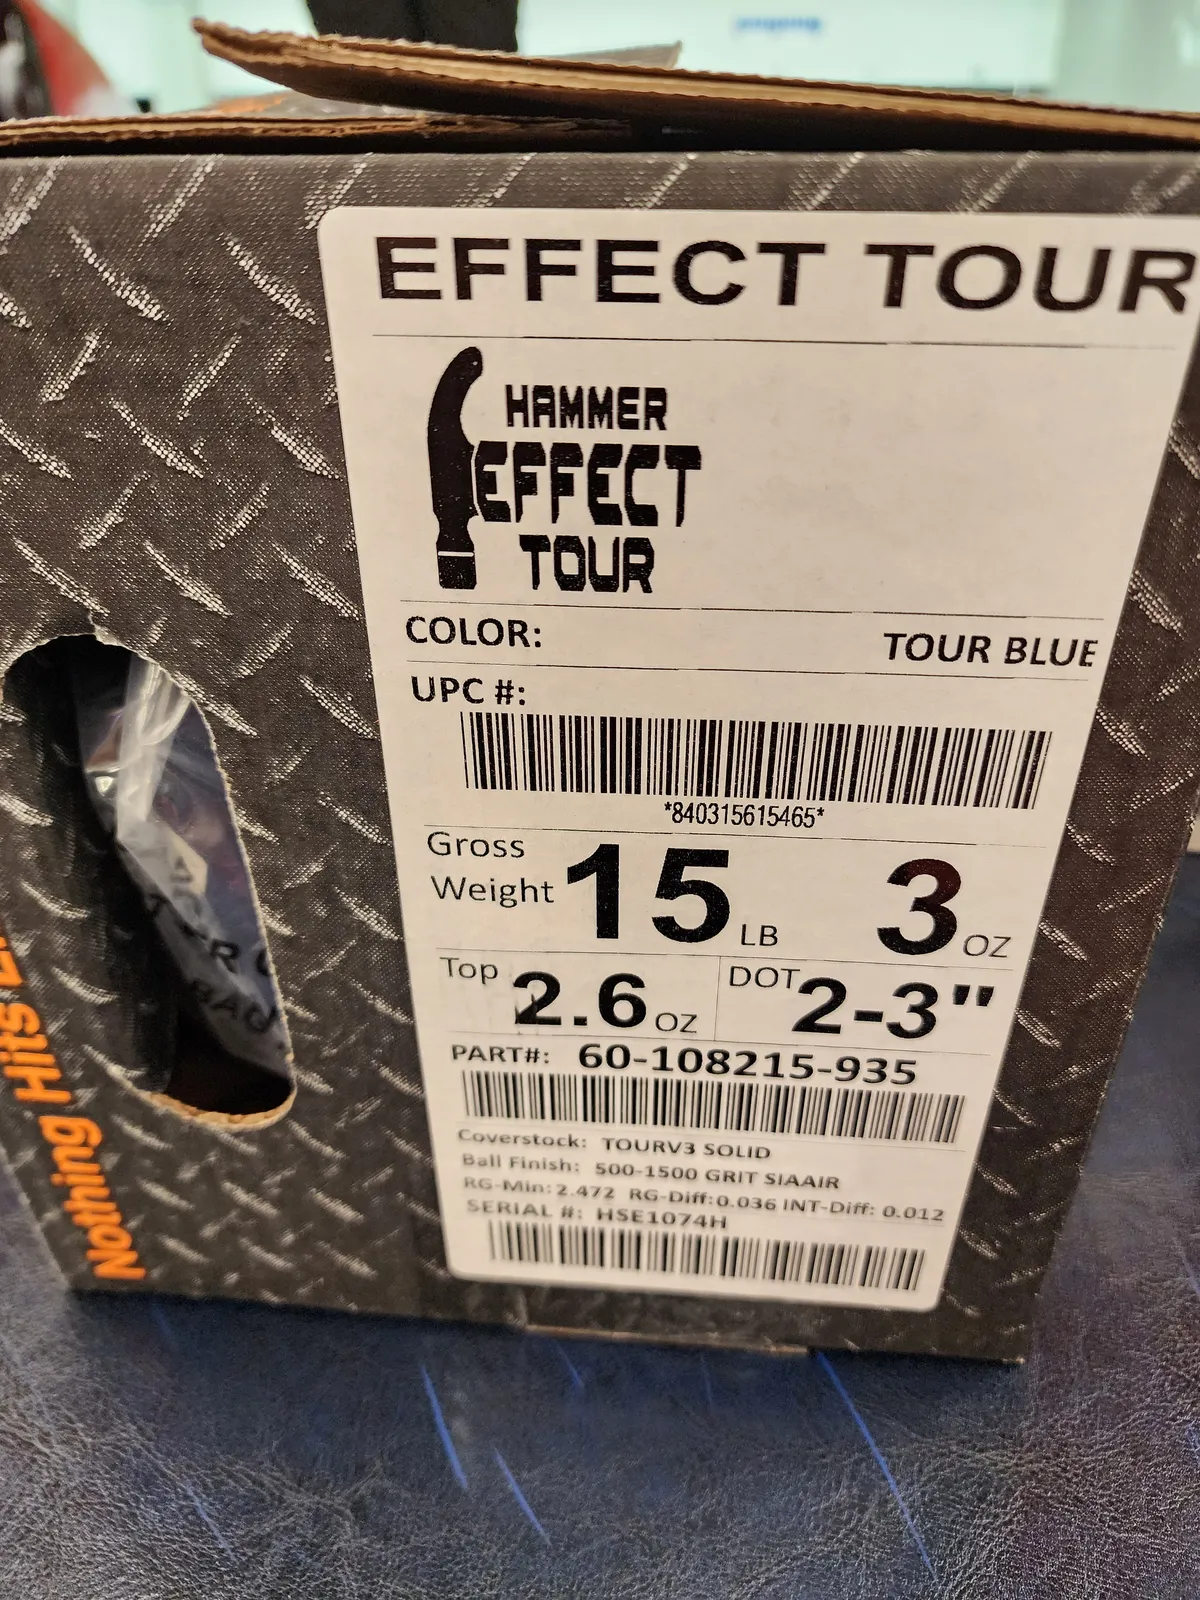 EFFECT TOUR
HAMMER
EFFECT
TOUR
COLOR: TOUR BLUE
UPC #:
*840315615465*
Gross Weight 15 LB 3 OZ
Top 2.6 OZ DOT 2-3"
PART#: 60-108215-935
Coverstock: TOURV3 SOLID
Ball Finish: 500-1500 GRIT SIAAIR
RG-Min: 2.472 RG-Diff: 0.036 INT-Diff: 0.012
SERIAL #: HSE1074H
Nothing Hits